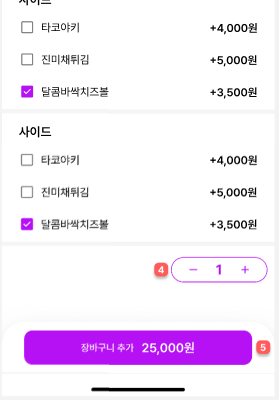 사이드
타코야키 +4,000원
진미채튀김 +5,000원
달콤바싹치즈볼 +3,500원
사이드
타코야키 +4,000원
진미채튀김 +5,000원
달콤바싹치즈볼 +3,500원
4 − 1 +
장바구니 추가 25,000원 5